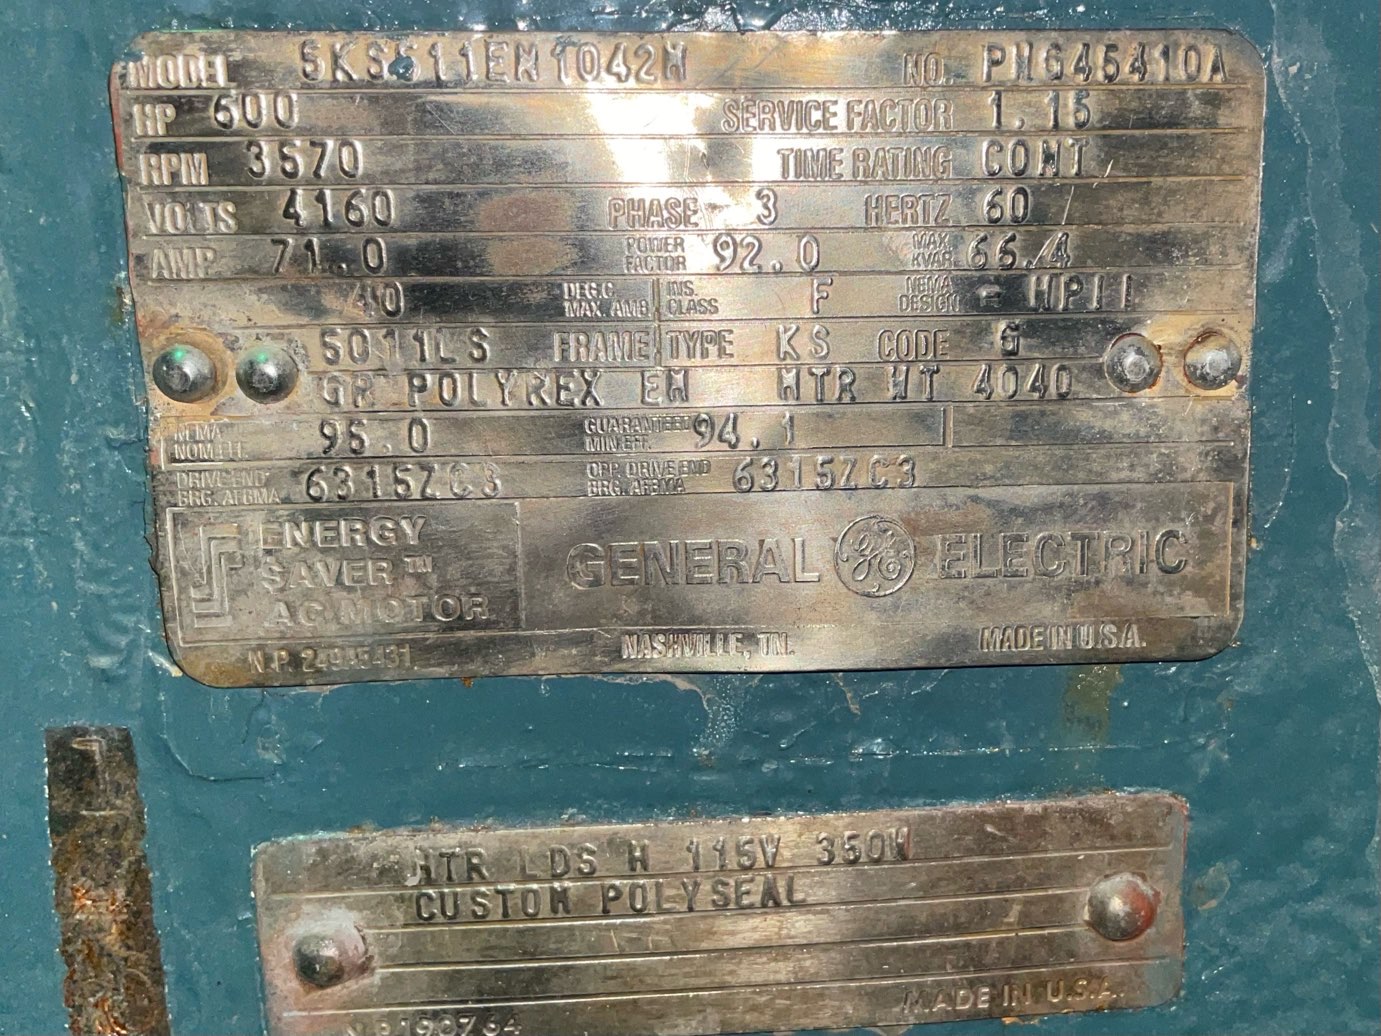 MODEL 5KS511EN1042W NO. PNG45410A
HP 600 SERVICE FACTOR 1.15
RPM 3570 TIME RATING CONT
VOLTS 4160 PHASE 3 HERTZ 60
AMP 71.0 POWER FACTOR 92.0 MAX. KVAR 66.4
40 DEG.C. MAX. AMB. INS. CLASS F NEMA DESIGN - HPII
5011LS FRAME TYPE KS CODE G
GR POLYREX EM MTR WT 4040
NEMA NOM.EFF. 95.0 GUARANTEED MIN.EFF. 94.1
DRIVE END BRG. AFBMA 6315ZC3 OPP. DRIVE END BRG. AFBMA 6315ZC3
ENERGY
SAVER™
AC MOTOR
GENERAL GE ELECTRIC
N.P. NASHVILLE, TN. MADE IN U.S.A.
HTR LDS H 115V 350W
CUSTOM POLYSEAL
MADE IN U.S.A.
N.P.190764